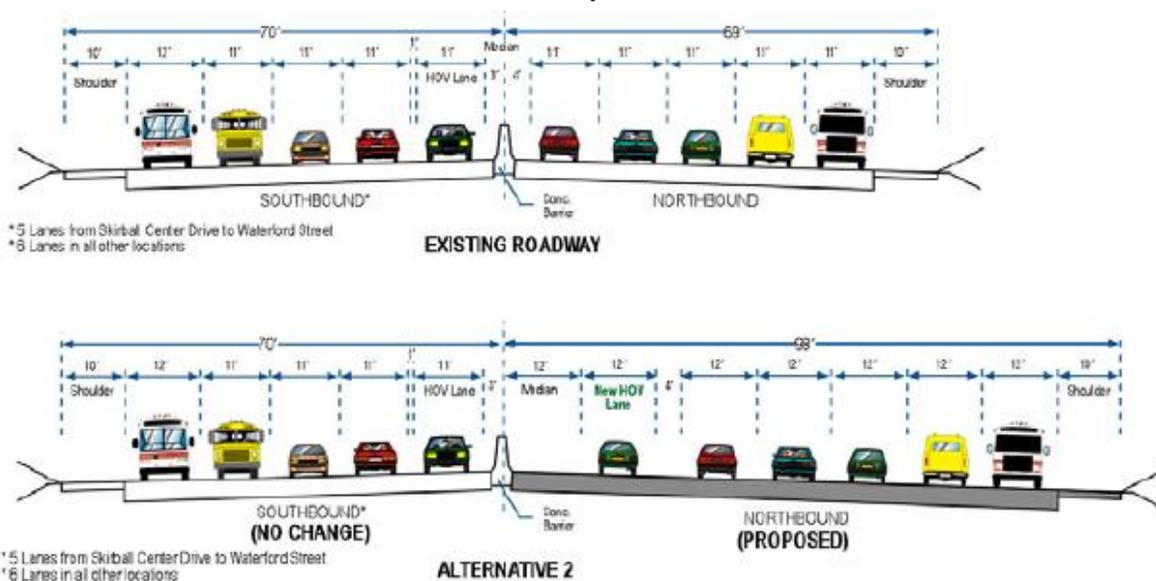 70' 69'
10' 12' 11' 11' 11' 1' 11' Median 11' 11' 11' 11' 11' 10'
Shoulder HOV Lane 3' 4' Shoulder
SOUTHBOUND* Conc. Barrier NORTHBOUND
*5 Lanes from Skirball Center Drive to Waterford Street
*6 Lanes in all other locations
EXISTING ROADWAY
70' 98'
10' 12' 11' 11' 11' 1' 11' 12' 12' 12' 12' 12' 12' 12' 10'
Shoulder HOV Lane 3' Median New HOV Lane 4' Shoulder
SOUTHBOUND* Conc. Barrier NORTHBOUND
(NO CHANGE) (PROPOSED)
*5 Lanes from Skirball Center Drive to Waterford Street
*6 Lanes in all other locations
ALTERNATIVE 2